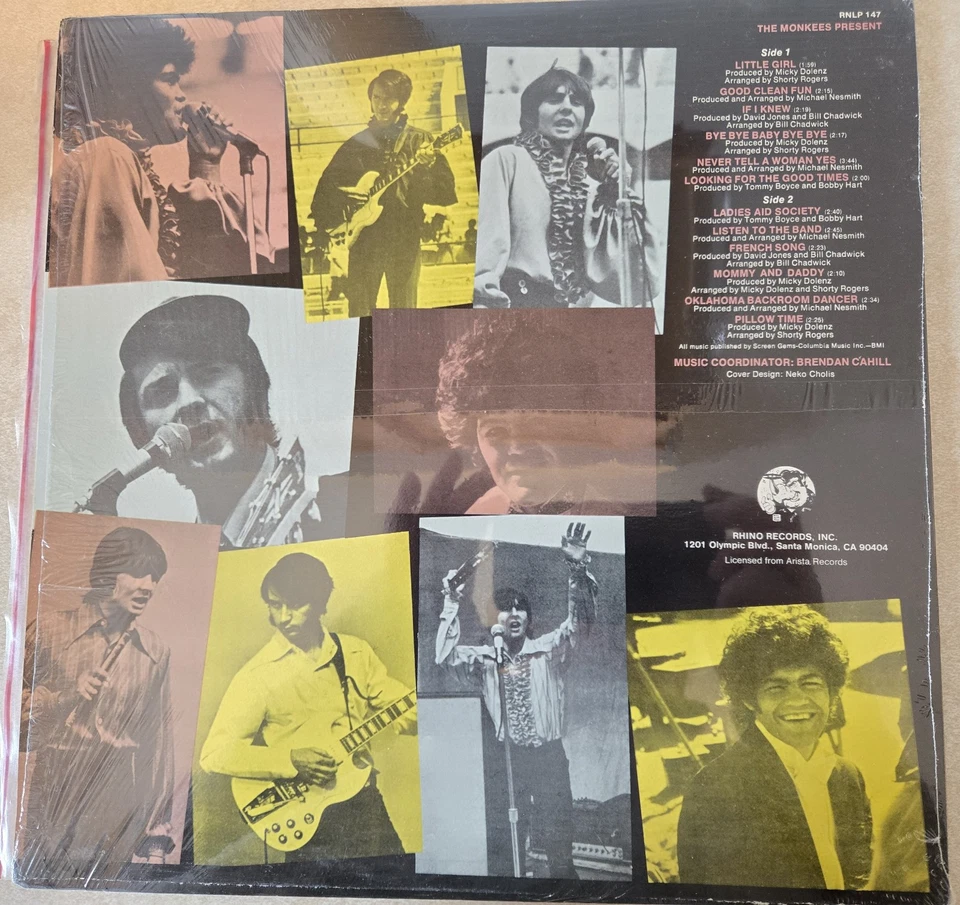 RNLP 147
THE MONKEES PRESENT
Side 1
LITTLE GIRL (1:59)
Produced by Micky Dolenz
Arranged by Shorty Rogers
GOOD CLEAN FUN (2:15)
Produced and Arranged by Michael Nesmith
IF I KNEW (2:19)
Produced by David Jones and Bill Chadwick
Arranged by Bill Chadwick
BYE BYE BABY BYE BYE (2:17)
Produced by Micky Dolenz
Arranged by Shorty Rogers
NEVER TELL A WOMAN YES (3:44)
Produced and Arranged by Michael Nesmith
LOOKING FOR THE GOOD TIMES (2:00)
Produced by Tommy Boyce and Bobby Hart
Side 2
LADIES AID SOCIETY (2:40)
Produced by Tommy Boyce and Bobby Hart
LISTEN TO THE BAND (2:45)
Produced and Arranged by Michael Nesmith
FRENCH SONG (2:23)
Produced by David Jones and Bill Chadwick
Arranged by Bill Chadwick
MOMMY AND DADDY (2:10)
Produced by Micky Dolenz
Arranged by Micky Dolenz and Shorty Rogers
OKLAHOMA BACKROOM DANCER (2:34)
Produced and Arranged by Michael Nesmith
PILLOW TIME (2:25)
Produced by Micky Dolenz
Arranged by Shorty Rogers
All music published by Screen Gems-Columbia Music Inc.—BMI
MUSIC COORDINATOR: BRENDAN CAHILL
Cover Design: Neko Cholis
RHINO RECORDS, INC.
1201 Olympic Blvd., Santa Monica, CA 90404
Licensed from Arista Records